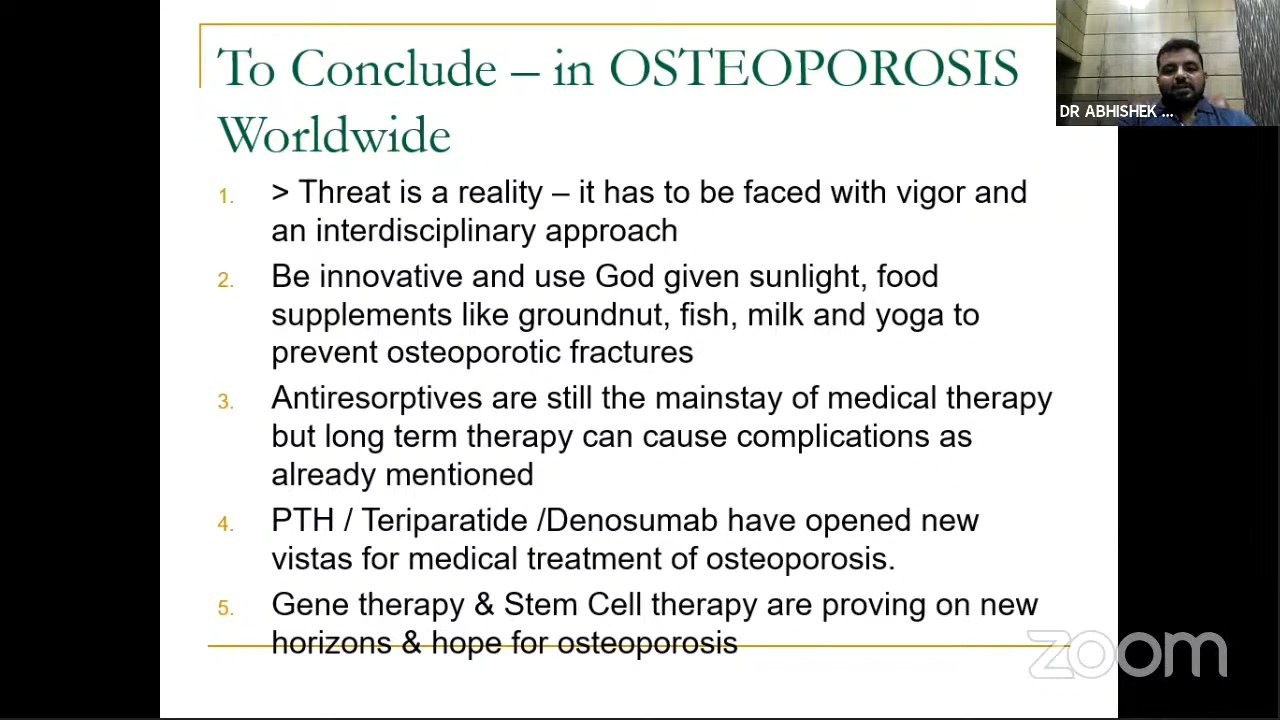 To Conclude – in OSTEOPOROSIS
Worldwide
DR ABHISHEK ...
1. > Threat is a reality – it has to be faced with vigor and
an interdisciplinary approach
2. Be innovative and use God given sunlight, food
supplements like groundnut, fish, milk and yoga to
prevent osteoporotic fractures
3. Antiresorptives are still the mainstay of medical therapy
but long term therapy can cause complications as
already mentioned
4. PTH / Teriparatide /Denosumab have opened new
vistas for medical treatment of osteoporosis.
5. Gene therapy & Stem Cell therapy are proving on new
horizons & hope for osteoporosis
zoom